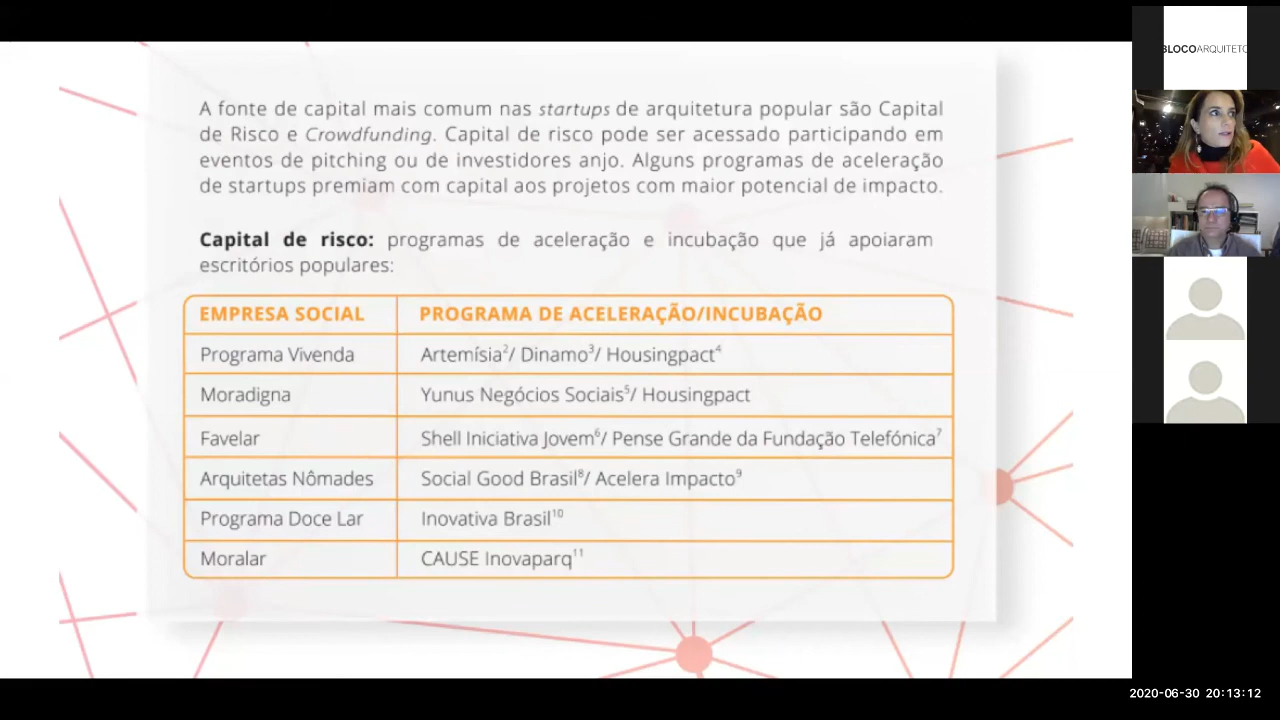 A fonte de capital mais comum nas startups de arquitetura popular são Capital
de Risco e Crowdfunding. Capital de risco pode ser acessado participando em
eventos de pitching ou de investidores anjo. Alguns programas de aceleração
de startups premiam com capital aos projetos com maior potencial de impacto.
Capital de risco: programas de aceleração e incubação que já apoiaram
escritórios populares:
EMPRESA SOCIAL PROGRAMA DE ACELERAÇÃO/INCUBAÇÃO
Programa Vivenda Artemísia²/ Dinamo³/ Housingpact⁴
Moradigna Yunus Negócios Sociais⁵/ Housingpact
Favelar Shell Iniciativa Jovem⁶/ Pense Grande da Fundação Telefónica⁷
Arquitetas Nômades Social Good Brasil⁸/ Acelera Impacto⁹
Programa Doce Lar Inovativa Brasil¹⁰
Moralar CAUSE Inovaparq¹¹
BLOCOARQUITETO
2020-06-30 20:13:12